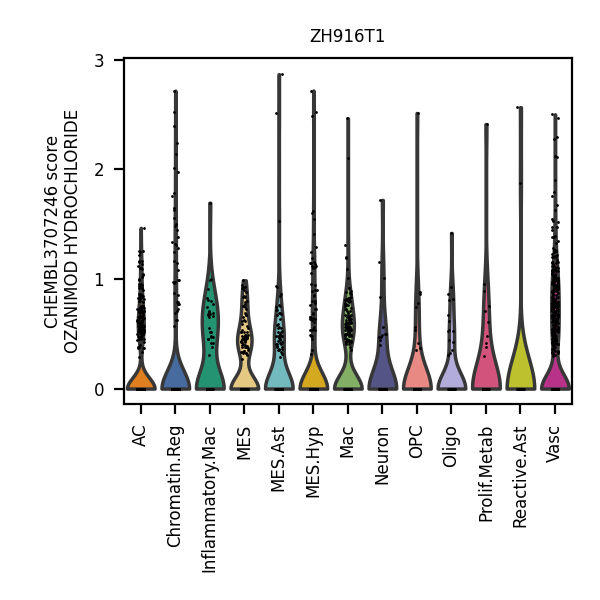 ZH916T1
CHEMBL3707246 score
OZANIMOD HYDROCHLORIDE
3
2
1
0
AC
Chromatin.Reg
Inflammatory.Mac
MES
MES.Ast
MES.Hyp
Mac
Neuron
OPC
Oligo
Prolif.Metab
Reactive.Ast
Vasc